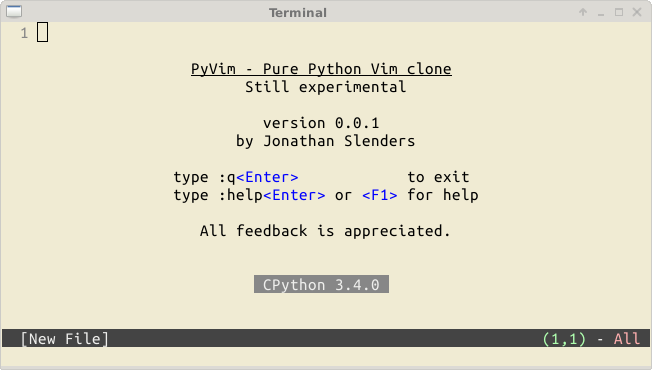 Terminal
1
PyVim - Pure Python Vim clone
Still experimental
version 0.0.1
by Jonathan Slenders
type :q<Enter> to exit
type :help<Enter> or <F1> for help
All feedback is appreciated.
CPython 3.4.0
[New File] (1,1) - All